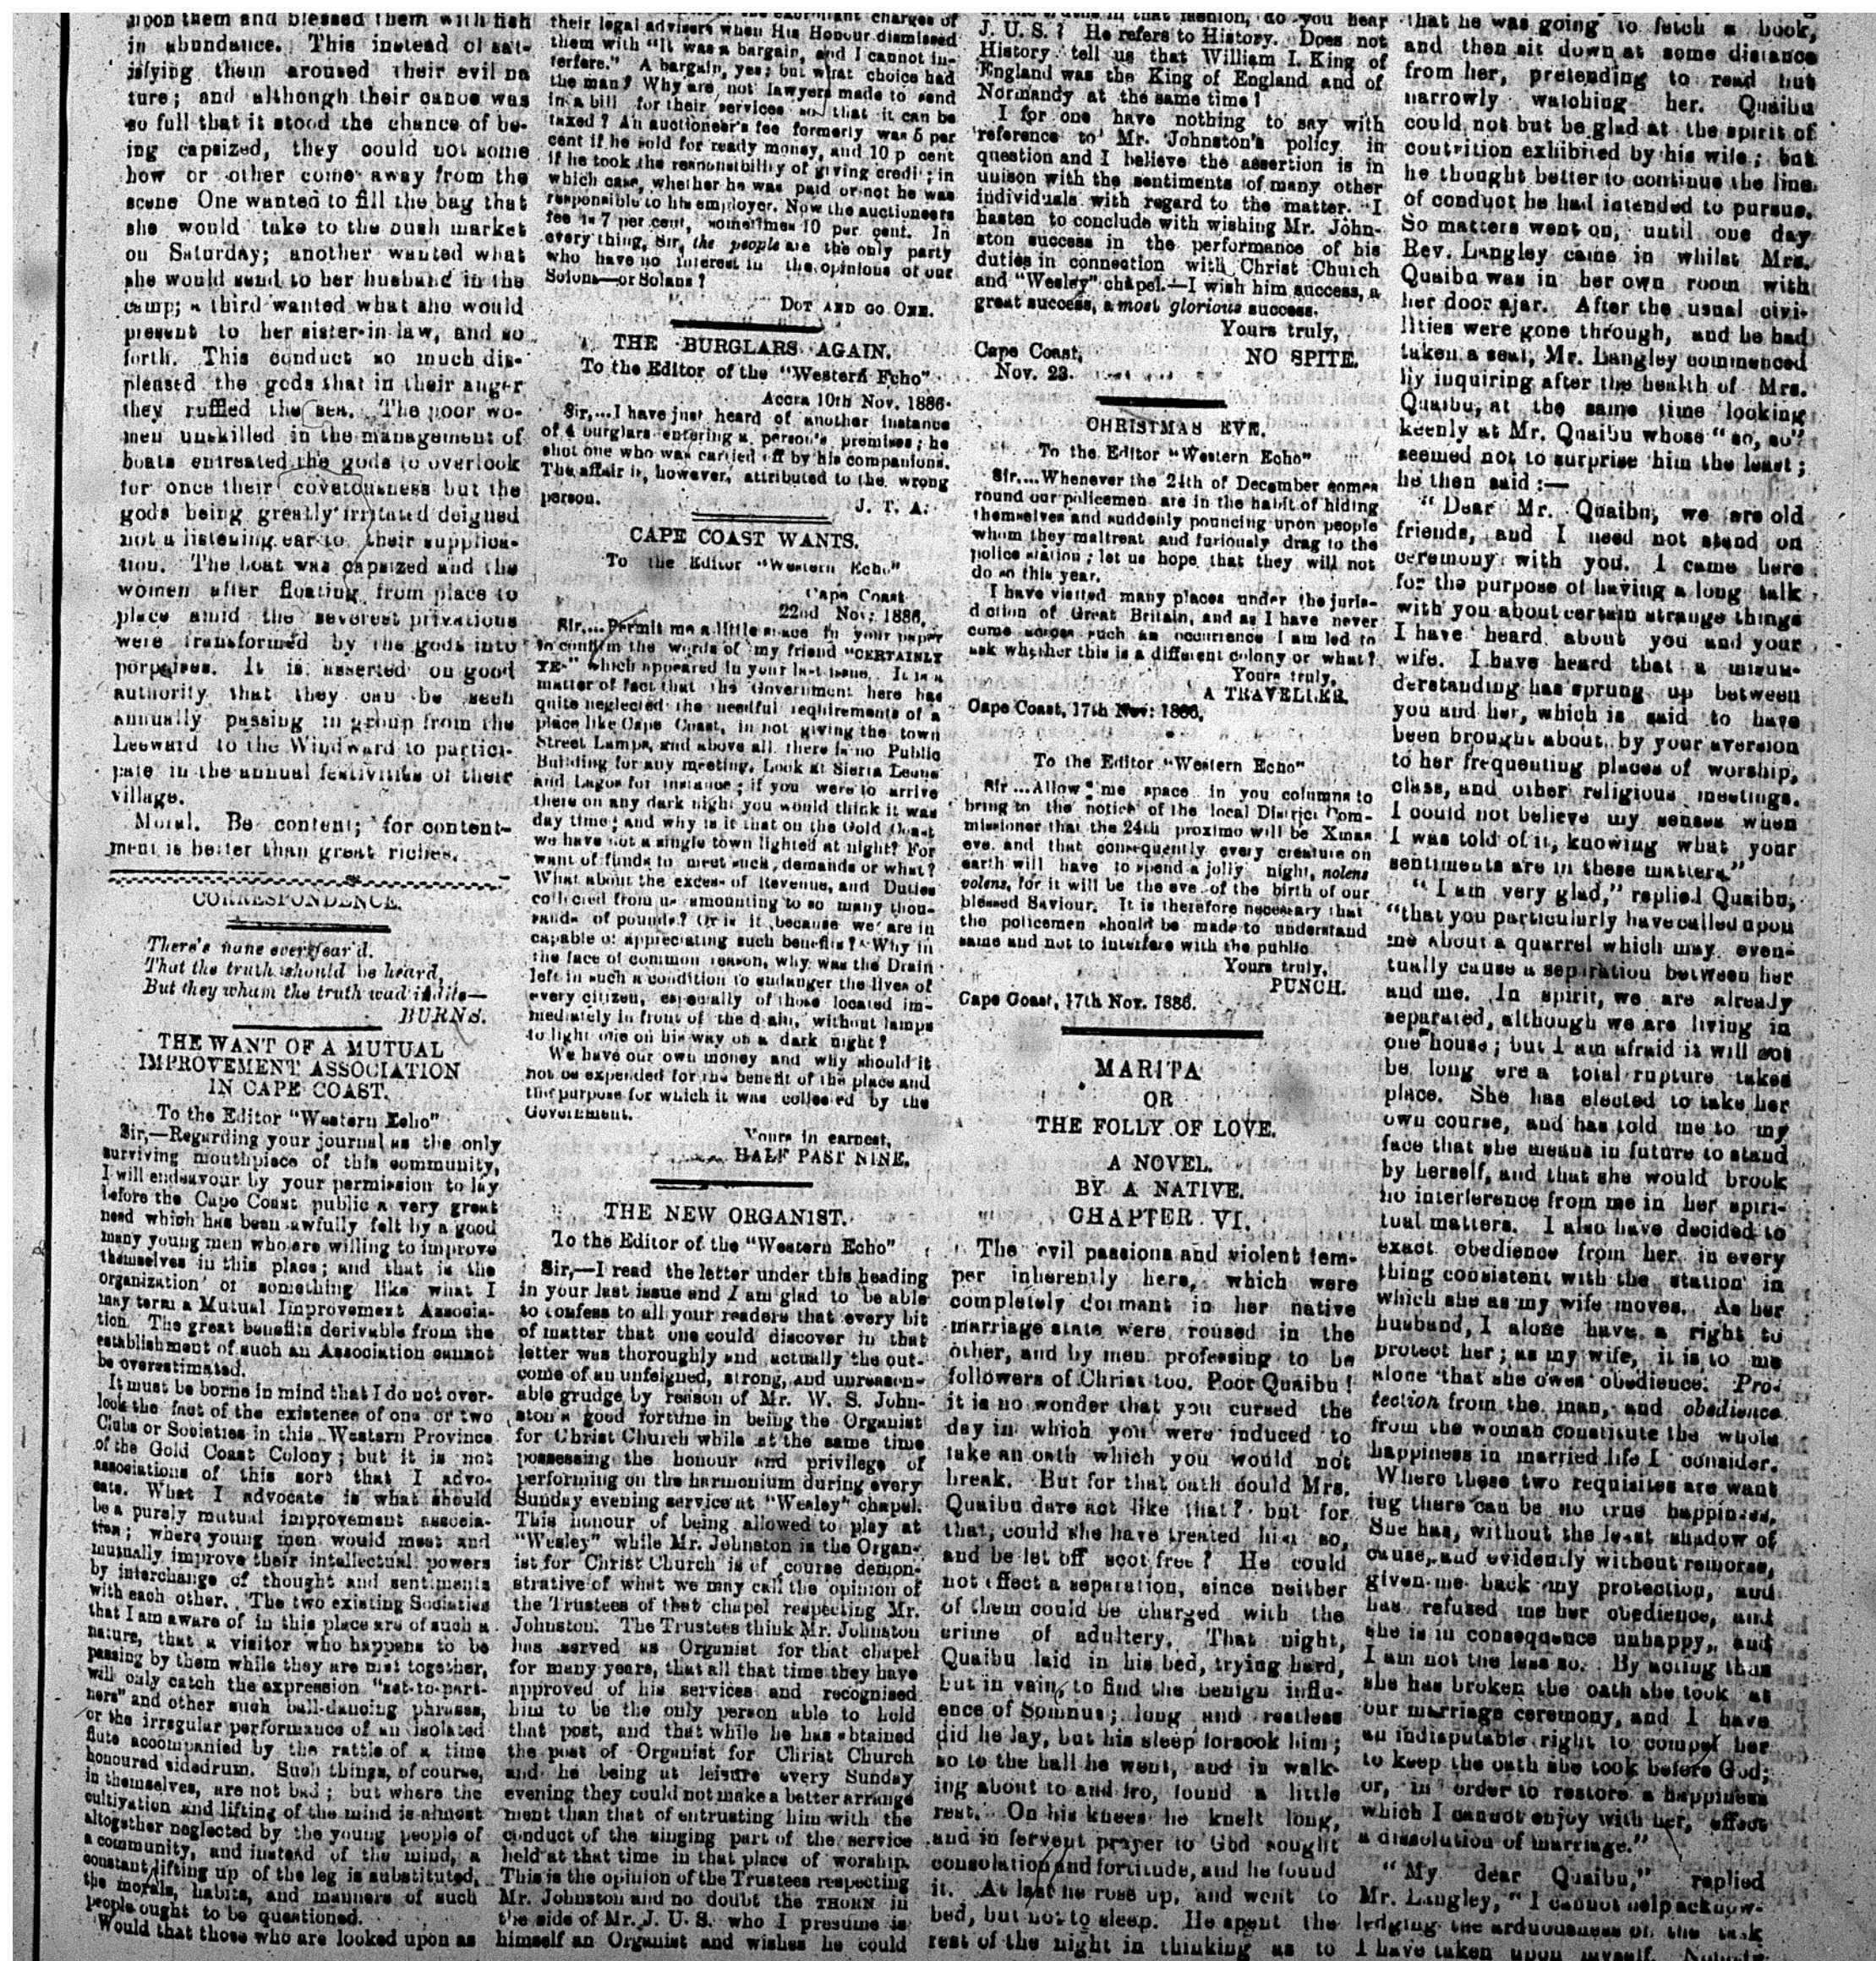 upon them and blessed them with fish
in abundance. This instead of sat-
isfying them aroused their evil na
ture; and although their canoe was
so full that it stood the chance of be-
ing capsized, they could not some
how or other come away from the
scene One wanted to fill the bag that
she would take to the bush market
on Saturday; another wanted what
she would send to her husband in the
camp; a third wanted what she would
present to her sister-in-law, and so
forth. This conduct so much dis-
pleased the gods that in their anger
they ruffled the sea. The poor wo-
men unskilled in the management of
boats entreated the gods to overlook
for once their covetousness but the
gods being greatly irritated deigned
not a listening ear to their supplica-
tion. The boat was capsized and the
women after floating from place to
place amid the severest privations
were transformed by the gods into
porpoises. It is asserted on good
authority that they can be seen
annually passing in group from the
Leeward to the Windward to partici-
pate in the annual festivities of their
village.
Moral. Be content; for content-
ment is better than great riches.
CORRESPONDENCE.
There's nane ever fear'd.
That the truth should be heard,
But they wham the truth wad indite—
BURNS.
THE WANT OF A MUTUAL
IMPROVEMENT ASSOCIATION
IN CAPE COAST.
To the Editor "Western Echo"
Sir,—Regarding your journal as the only
surviving mouthpiece of this community,
I will endeavour by your permission to lay
before the Cape Coast public a very great
need which has been awfully felt by a good
many young men who are willing to improve
themselves in this place; and that is the
organization of something like what I
may term a Mutual Improvement Associa-
tion. The great benefits derivable from the
establishment of such an Association cannot
be overestimated.
It must be borne in mind that I do not over-
look the fact of the existence of one or two
Clubs or Societies in this Western Province
of the Gold Coast Colony; but it is not
associations of this sort that I advo-
cate. What I advocate is what should
be a purely mutual improvement associa-
tion; where young men would meet and
mutually improve their intellectual powers
by interchange of thought and sentiments
with each other. The two existing Societies
that I am aware of in this place are of such a
nature, that a visitor who happens to be
passing by them while they are met together,
will only catch the expression "set-to-part-
ners" and other such ball-dancing phrases,
or the irregular performance of an isolated
flute accompanied by the rattle of a time
honoured sidedrum. Such things, of course,
in themselves, are not bad; but where the
cultivation and lifting of the mind is almost
altogether neglected by the young people of
a community, and instead of the mind, a
constant lifting up of the leg is substituted,
the morals, habits, and manners of such
people ought to be questioned.
Would that those who are looked upon as
their legal advisers when His Honour dismissed
them with "It was a bargain, and I cannot in-
terfere." A bargain, yes; but what choice had
the man? Why are not lawyers made to send
in a bill for their services so that it can be
taxed? An auctioneer's fee formerly was 5 per
cent if he sold for ready money, and 10 p cent
if he took the responsibility of giving credit; in
which case, whether he was paid or not he was
responsible to his employer. Now the auctioneers
fee is 7 per cent, sometimes 10 per cent. In
every thing, Sir, the people are the only party
who have no interest in the opinions of our
Solons—or Solans?
DOT AND GO ONE.
THE BURGLARS AGAIN.
To the Editor of the "Western Echo"
Accra 10th Nov. 1886.
Sir,...I have just heard of another instance
of 4 burglars entering a person's premises; he
shot one who was carried off by his companions.
The affair is, however, attributed to the wrong
person.
J. T. A.
CAPE COAST WANTS.
To the Editor "Western Echo"
Cape Coast
22nd Nov: 1886,
Sir,...Permit me a little space in your paper
to confirm the words of my friend "CERTAINLY
YE-" which appeared in your last issue. It is a
matter of fact that the Government here has
quite neglected the needful requirements of a
place like Cape Coast, in not giving the town
Street Lamps, and above all there is no Public
Building for any meeting. Look at Sierra Leone
and Lagos for instance; if you were to arrive
there on any dark night you would think it was
day time; and why is it that on the Gold Coast
we have not a single town lighted at night? For
want of funds to meet such demands or what?
What about the excess of Revenue, and Duties
collected from us amounting to so many thou-
sands of pounds? Or is it because we are in
capable of appreciating such benefits? Why in
the face of common reason, why was the Drain
left in such a condition to endanger the lives of
every citizen, especially of those located im-
mediately in front of the drain, without lamps
to light one on his way on a dark night?
We have our own money and why should it
not be expended for the benefit of the place and
the purpose for which it was collected by the
Government.
Yours in earnest,
HALF PAST NINE.
THE NEW ORGANIST.
To the Editor of the "Western Echo"
Sir,—I read the letter under this heading
in your last issue and I am glad to be able
to confess to all your readers that every bit
of matter that one could discover in that
letter was thoroughly and actually the out-
come of an unfeigned, strong, and unreason-
able grudge by reason of Mr. W. S. John-
ston's good fortune in being the Organist
for Christ Church while at the same time
possessing the honour and privilege of
performing on the harmonium during every
Sunday evening service at "Wesley" chapel.
This honour of being allowed to play at
"Wesley" while Mr. Johnston is the Organ-
ist for Christ Church is of course demon-
strative of what we may call the opinion of
the Trustees of that chapel respecting Mr.
Johnston. The Trustees think Mr. Johnston
has served as Organist for that chapel
for many years, that all that time they have
approved of his services and recognised
him to be the only person able to hold
that post, and that while he has obtained
the post of Organist for Christ Church
and he being at leisure every Sunday
evening they could not make a better arrange
ment than that of entrusting him with the
conduct of the singing part of the service
held at that time in that place of worship.
This is the opinion of the Trustees respecting
Mr. Johnston and no doubt the THORN in
the side of Mr. J. U. S. who I presume is
himself an Organist and wishes he could
in that fashion, do you hear
J. U. S.? He refers to History. Does not
History tell us that William I. King of
England was the King of England and of
Normandy at the same time!
I for one have nothing to say with
reference to Mr. Johnston's policy in
question and I believe the assertion is in
unison with the sentiments of many other
individuals with regard to the matter. I
hasten to conclude with wishing Mr. John-
ston success in the performance of his
duties in connection with Christ Church
and "Wesley" chapel.—I wish him success, a
great success, a most glorious success.
Yours truly,
NO SPITE.
Cape Coast,
Nov. 23.
CHRISTMAS EVE.
To the Editor "Western Echo"
Sir....Whenever the 24th of December comes
round our policemen are in the habit of hiding
themselves and suddenly pouncing upon people
whom they maltreat and furiously drag to the
police station; let us hope that they will not
do so this year.
I have visited many places under the juris-
diction of Great Britain, and as I have never
come across such an occurrence I am led to
ask whether this is a different colony or what?
Yours truly,
A TRAVELLER.
Cape Coast, 17th Nov: 1886,
To the Editor "Western Echo"
Sir...Allow me space in you columns to
bring to the notice of the local District Com-
missioner that the 24th proximo will be Xmas
eve and that consequently every creature on
earth will have to spend a jolly night, nolens
volens, for it will be the eve of the birth of our
blessed Saviour. It is therefore necessary that
the policemen should be made to understand
same and not to interfere with the public
Yours truly,
PUNCH.
Cape Coast, 17th Nov. 1886.
MARITA
OR
THE FOLLY OF LOVE.
A NOVEL.
BY A NATIVE.
CHAPTER VI.
The evil passions and violent tem-
per inherently hers, which were
completely dormant in her native
marriage state were roused in the
other, and by men professing to be
followers of Christ too. Poor Quaibu!
it is no wonder that you cursed the
day in which you were induced to
take an oath which you would not
break. But for that oath could Mrs.
Quaibu dare act like that? but for
that, could she have treated him so,
and be let off scot free? He could
not effect a separation, since neither
of them could be charged with the
crime of adultery. That night,
Quaibu laid in his bed, trying hard,
but in vain, to find the benign influ-
ence of Somnus; long and restless
did he lay, but his sleep forsook him;
so to the hall he went, and in walk-
ing about to and fro, found a little
rest. On his knees he knelt long,
and in fervent prayer to God sought
consolation and fortitude, and he found
it. At last he rose up, and went to
bed, but not to sleep. He spent the
rest of the night in thinking as to
that he was going to fetch a book,
and then sit down at some distance
from her, pretending to read but
narrowly watching her. Quaibu
could not but be glad at the spirit of
contrition exhibited by his wife; but
he thought better to continue the line
of conduct he had intended to pursue.
So matters went on, until one day
Rev. Langley came in whilst Mrs.
Quaibu was in her own room with
her door ajar. After the usual civi-
lities were gone through, and he had
taken a seat, Mr. Langley commenced
by inquiring after the health of Mrs.
Quaibu, at the same time looking
keenly at Mr. Quaibu whose "so, so"
seemed not to surprise him the least;
he then said:—
"Dear Mr. Quaibu, we are old
friends, and I need not stand on
ceremony with you. I came here
for the purpose of having a long talk
with you about certain strange things
I have heard about you and your
wife. I have heard that a misun-
derstanding has sprung up between
you and her, which is said to have
been brought about by your aversion
to her frequenting places of worship,
class, and other religious meetings.
I could not believe my senses when
I was told of it, knowing what your
sentiments are in these matters."
"I am very glad," replied Quaibu,
"that you particularly have called upon
me about a quarrel which may even-
tually cause a separation between her
and me. In spirit, we are already
separated, although we are living in
one house; but I am afraid it will not
be long ere a total rupture takes
place. She has elected to take her
own course, and has told me to my
face that she means in future to stand
by herself, and that she would brook
no interference from me in her spiri-
tual matters. I also have decided to
exact obedience from her in every
thing consistent with the station in
which she as my wife moves. As her
husband, I alone have a right to
protect her; as my wife, it is to me
alone that she owes obedience. Pro-
tection from the man, and obedience
from the woman constitute the whole
happiness in married life I consider.
Where these two requisites are want
ing there can be no true happiness.
She has, without the least shadow of
cause, and evidently without remorse,
given me back my protection, and
has refused me her obedience, and
she is in consequence unhappy, and
I am not the less so. By acting thus
she has broken the oath she took at
our marriage ceremony, and I have
an indisputable right to compel her
to keep the oath she took before God;
or, in order to restore a happiness
which I cannot enjoy with her, effect
a dissolution of marriage."
"My dear Quaibu," replied
Mr. Langley, "I cannot help acknow-
ledging the arduousness of the task
I have taken upon myself.